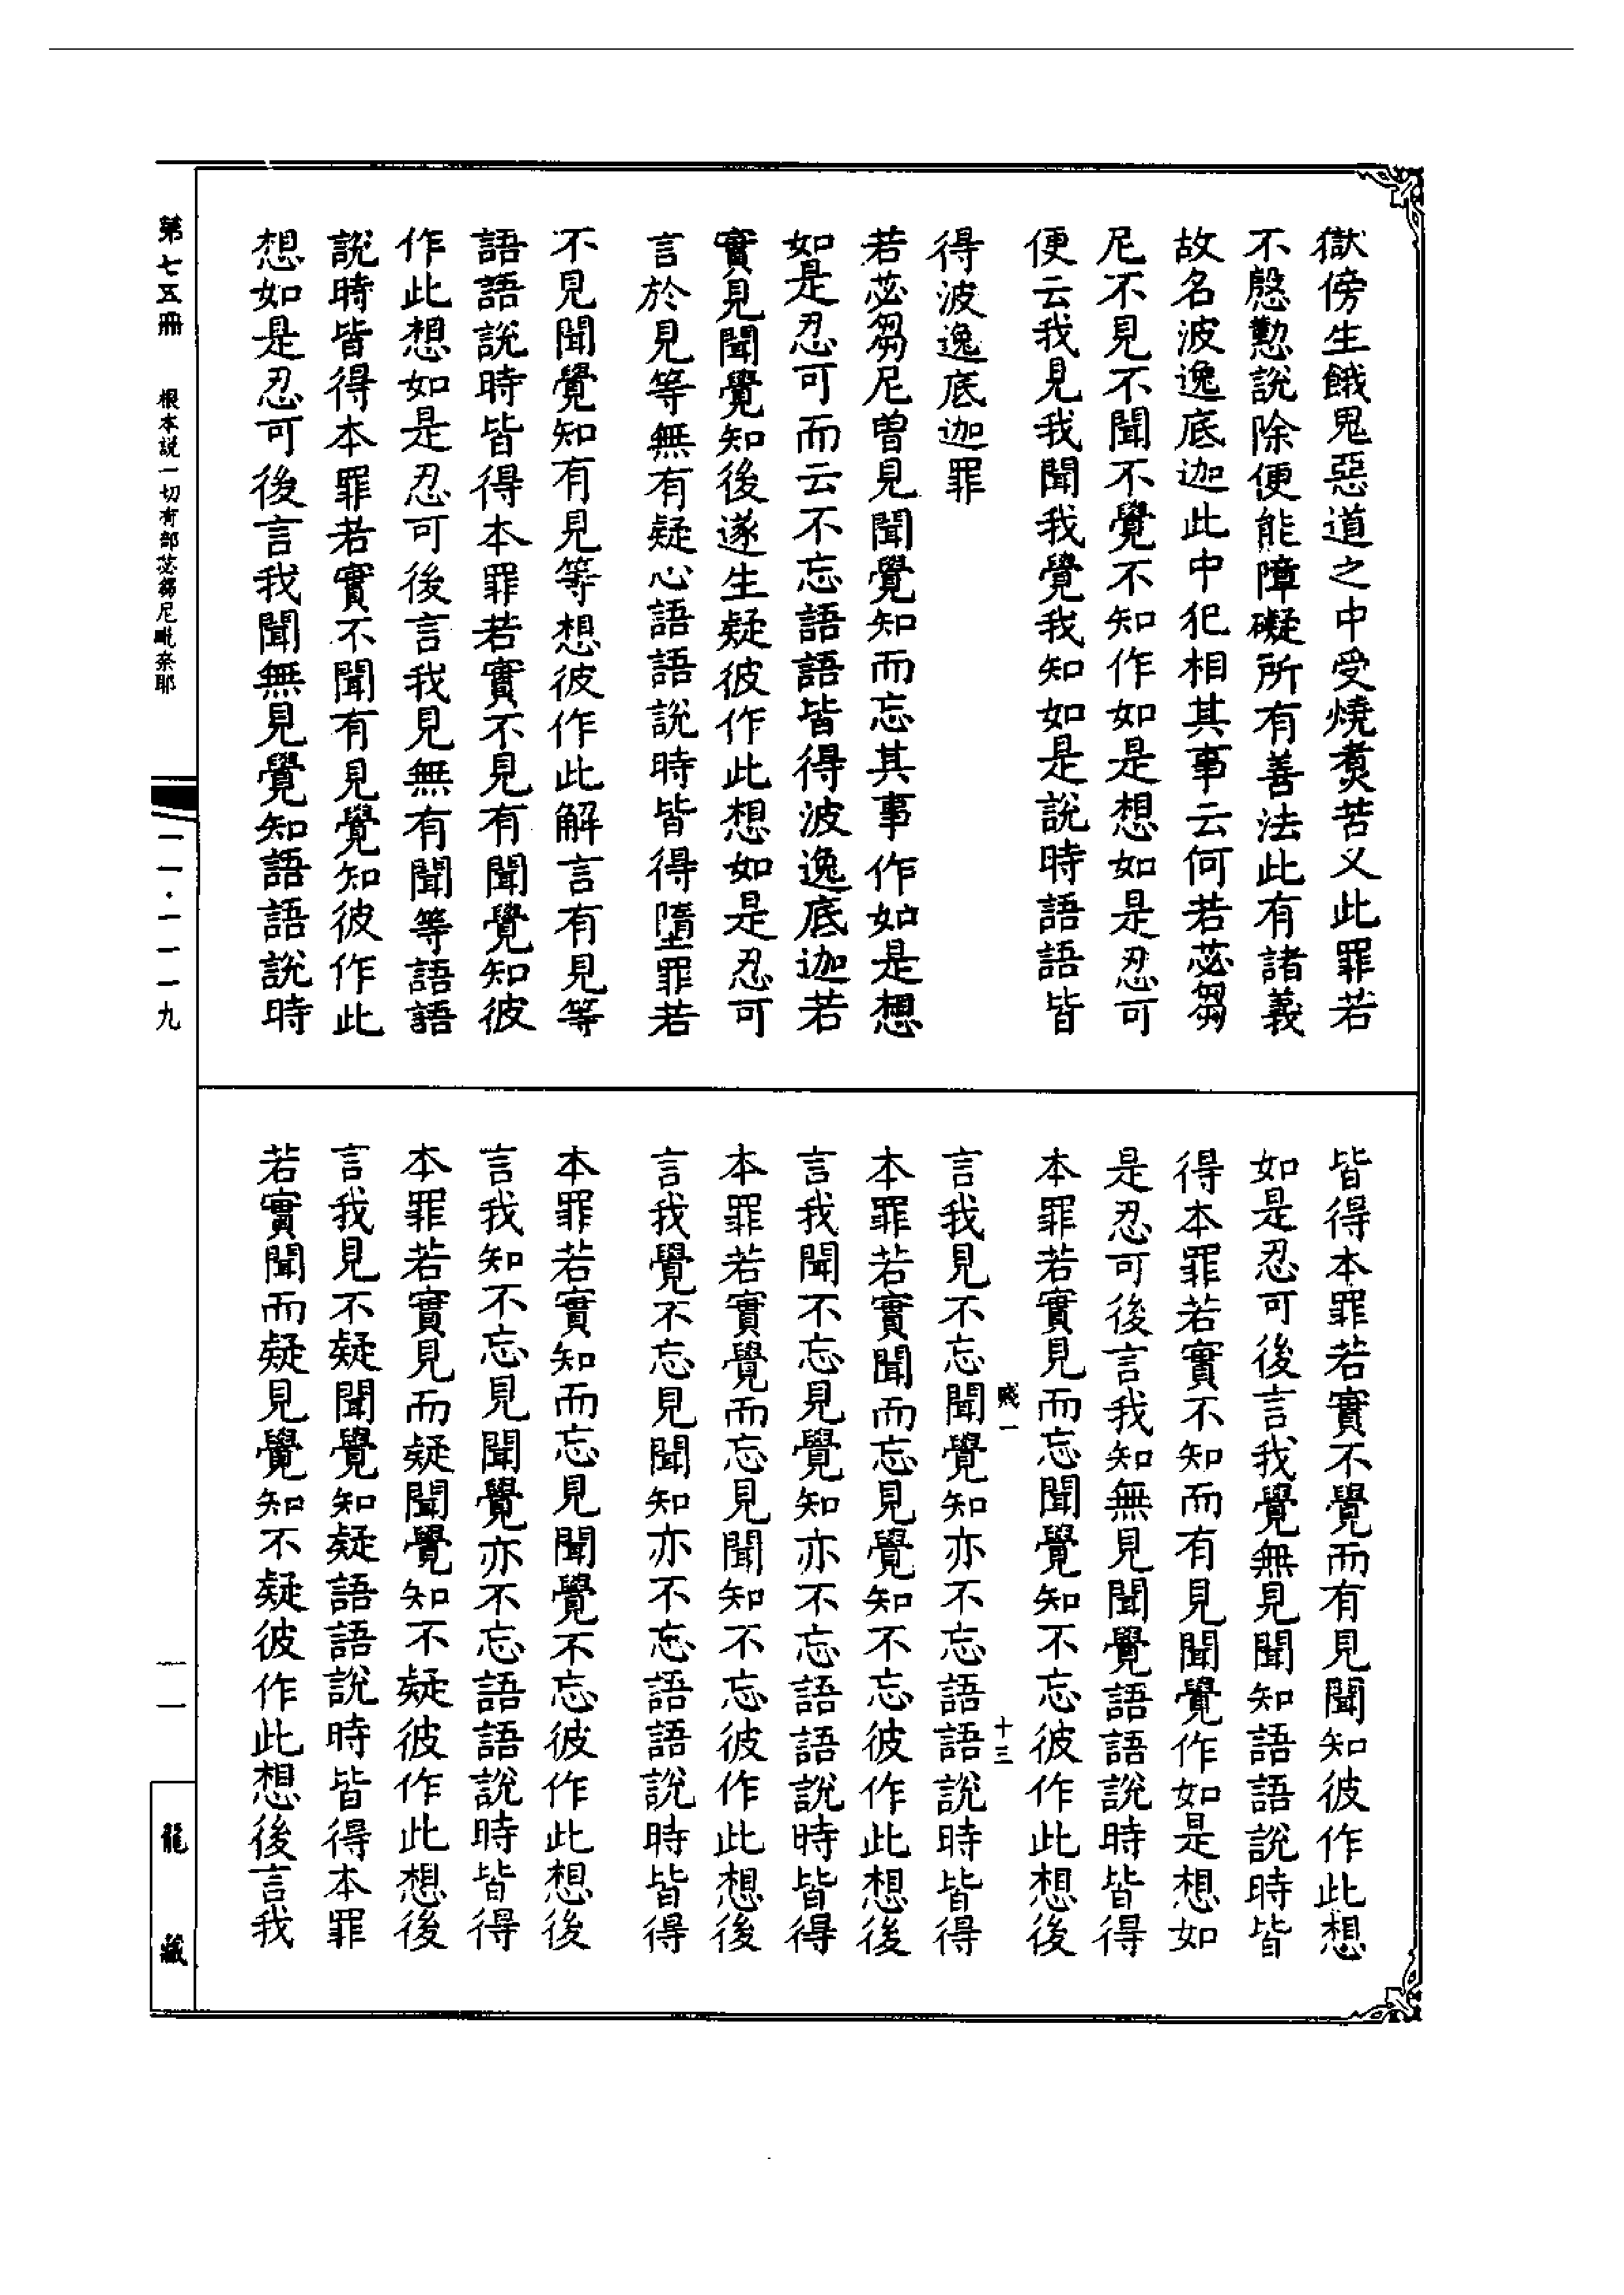 獄傍生餓鬼惡道之中受燒煑苦又此罪若
不慇懃說除便能障礙所有善法此有諸義
故名波逸底迦此中犯相其事云何若苾芻
尼不見不聞不覺不知作如是想如是忍可
便云我見我聞我覺我知如是說時語語皆
得波逸底迦罪
若苾芻尼曾見聞覺知而忘其事作如是想
如是忍可而云不忘語語皆得波逸底迦若
實見聞覺知後遂生疑彼作此想如是忍可
言於見等無有疑心語語說時皆得墮罪若
不見聞覺知有見等想彼作此解言有見等
語語說時皆得本罪若實不見有聞覺知彼
作此想如是忍可後言我見無有聞等語語
說時皆得本罪若實不聞有見覺知彼作此
想如是忍可後言我聞無見覺知語語說時
皆得本罪若實不覺而有見聞知彼作此想
如是忍可後言我覺無見聞知語語說時皆
得本罪若實不知而有見聞覺作如是想如
是忍可後言我知無見聞覺語語說時皆得
本罪若實見而忘聞覺知不忘彼作此想後
十三
言我見不忘聞覺知亦不忘語語說時皆得
本罪若實聞而忘見覺知不忘彼作此想後
言我聞不忘見覺知亦不忘語語說時皆得
本罪若實覺而忘見聞知不忘彼作此想後
言我覺不忘見聞知亦不忘語語說時皆得
本罪若實知而忘見聞覺不忘彼作此想後
言我知不忘見聞覺亦不忘語語說時皆得
本罪若實見而疑聞覺知不疑彼作此想後
言我見不疑聞覺知疑語語說時皆得本罪
若實聞而疑見覺知不疑彼作此想後言我
第七五冊 根本説一切有部苾芻尼毗奈耶
一一·一一一九
一一
龍藏